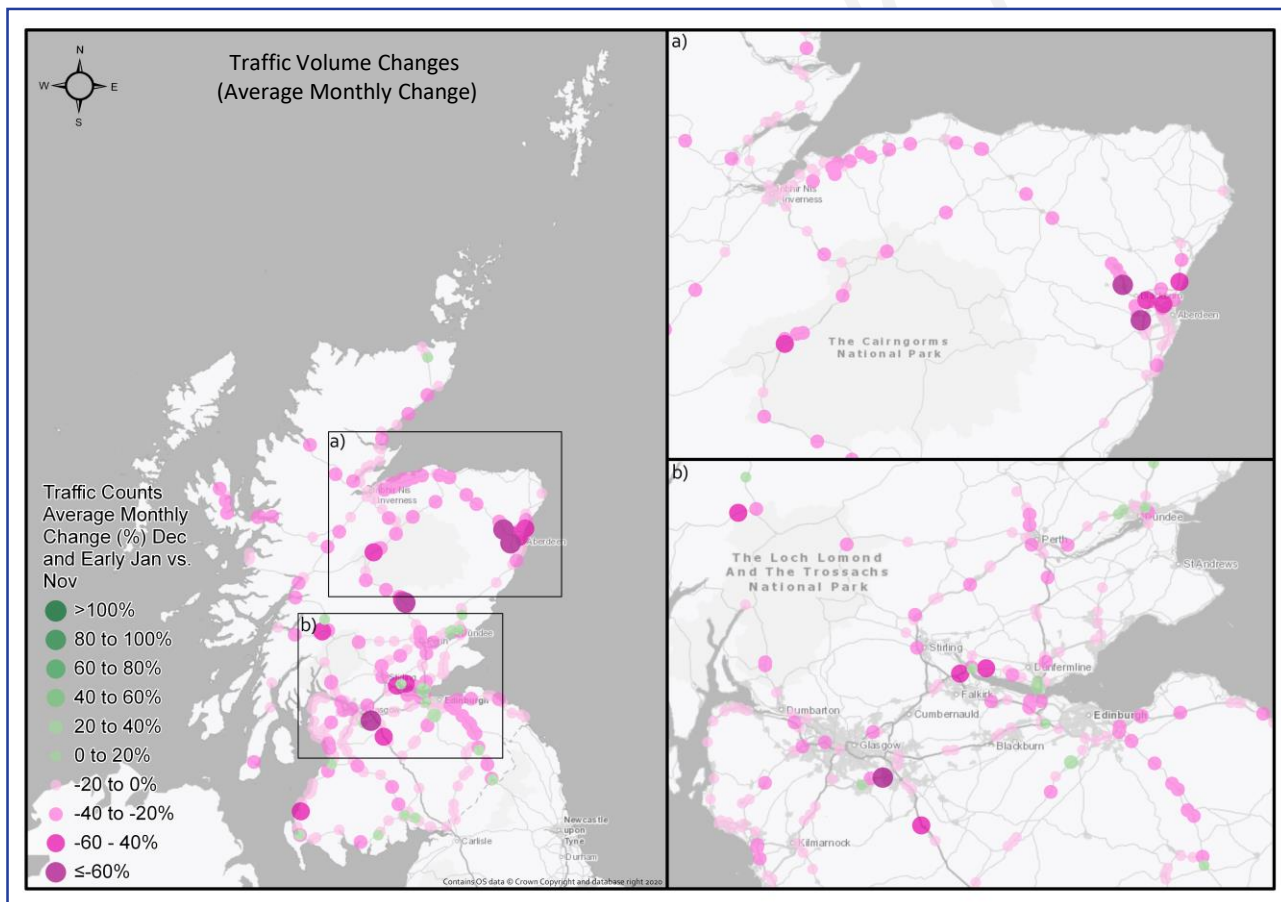 N
W
E
S
Traffic Volume Changes
(Average Monthly Change)
a)
b)
Inverness
Aberdeen
Dundee
Edinburgh
Carlisle
Newcastle
upon
Tyne
Durham
Traffic Counts
Average Monthly
Change (%) Dec
and Early Jan vs.
Nov
>100%
80 to 100%
60 to 80%
40 to 60%
20 to 40%
0 to 20%
-20 to 0%
-40 to -20%
-60 - 40%
≤-60%
Contains OS data © Crown Copyright and database right 2020
a)
Inverness
The Cairngorms
National Park
Aberdeen
b)
Dundee
Perth
St Andrews
The Loch Lomond
And The Trossachs
National Park
Stirling
Dunfermline
Falkirk
Dumbarton
Cumbernauld
Edinburgh
Glasgow
Blackburn
Kilmarnock